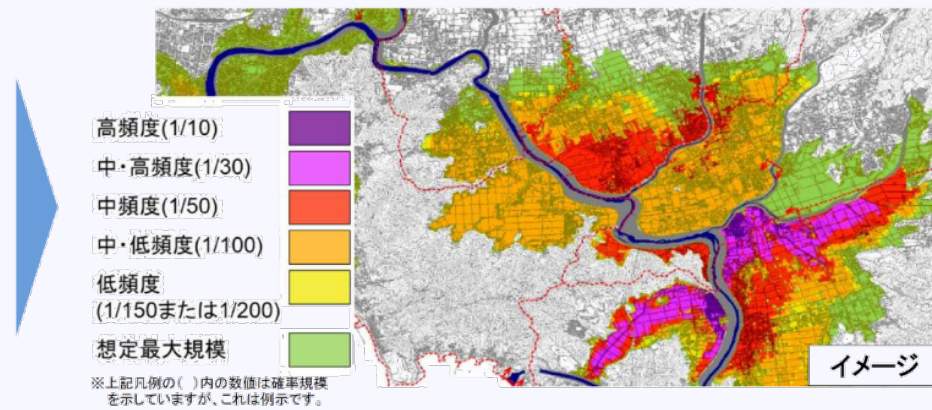 高頻度(1/10)
中・高頻度(1/30)
中頻度(1/50)
中・低頻度(1/100)
低頻度
(1/150または1/200)
想定最大規模
※上記凡例の( )内の数値は確率規模
を示していますが、これは例示です。
イメージ